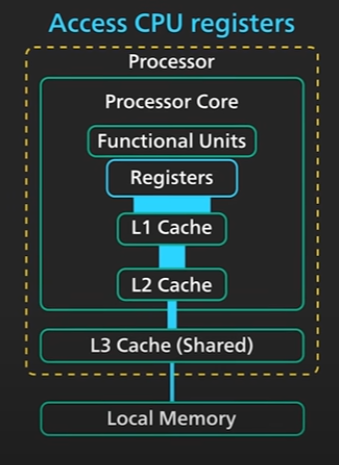 Access CPU registers
Processor
Processor Core
Functional Units
Registers
L1 Cache
L2 Cache
L3 Cache (Shared)
Local Memory